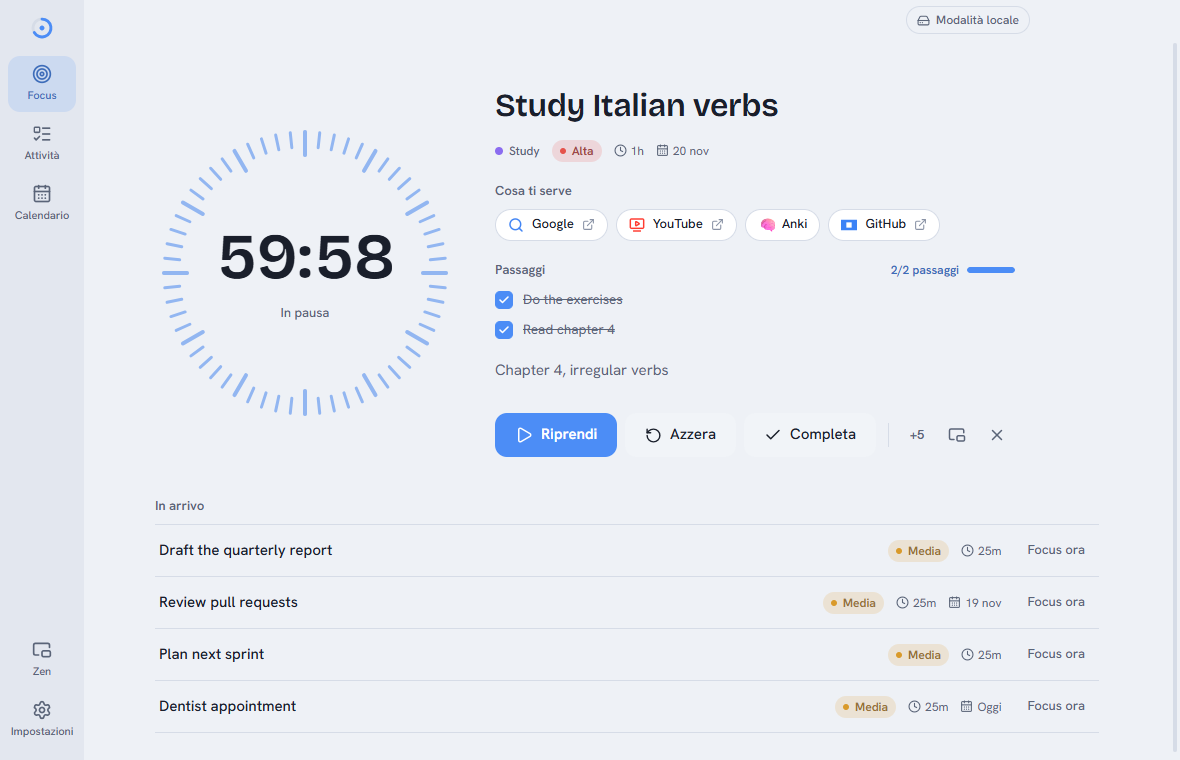 Modalità locale
Focus
Attività
Calendario
Zen
Impostazioni
59:58
In pausa
Study Italian verbs
Study Alta 1h 20 nov
Cosa ti serve
Google YouTube Anki GitHub
Passaggi 2/2 passaggi
Do the exercises
Read chapter 4
Chapter 4, irregular verbs
Riprendi Azzera Completa +5
In arrivo
Draft the quarterly report Media 25m Focus ora
Review pull requests Media 25m 19 nov Focus ora
Plan next sprint Media 25m Focus ora
Dentist appointment Media 25m Oggi Focus ora